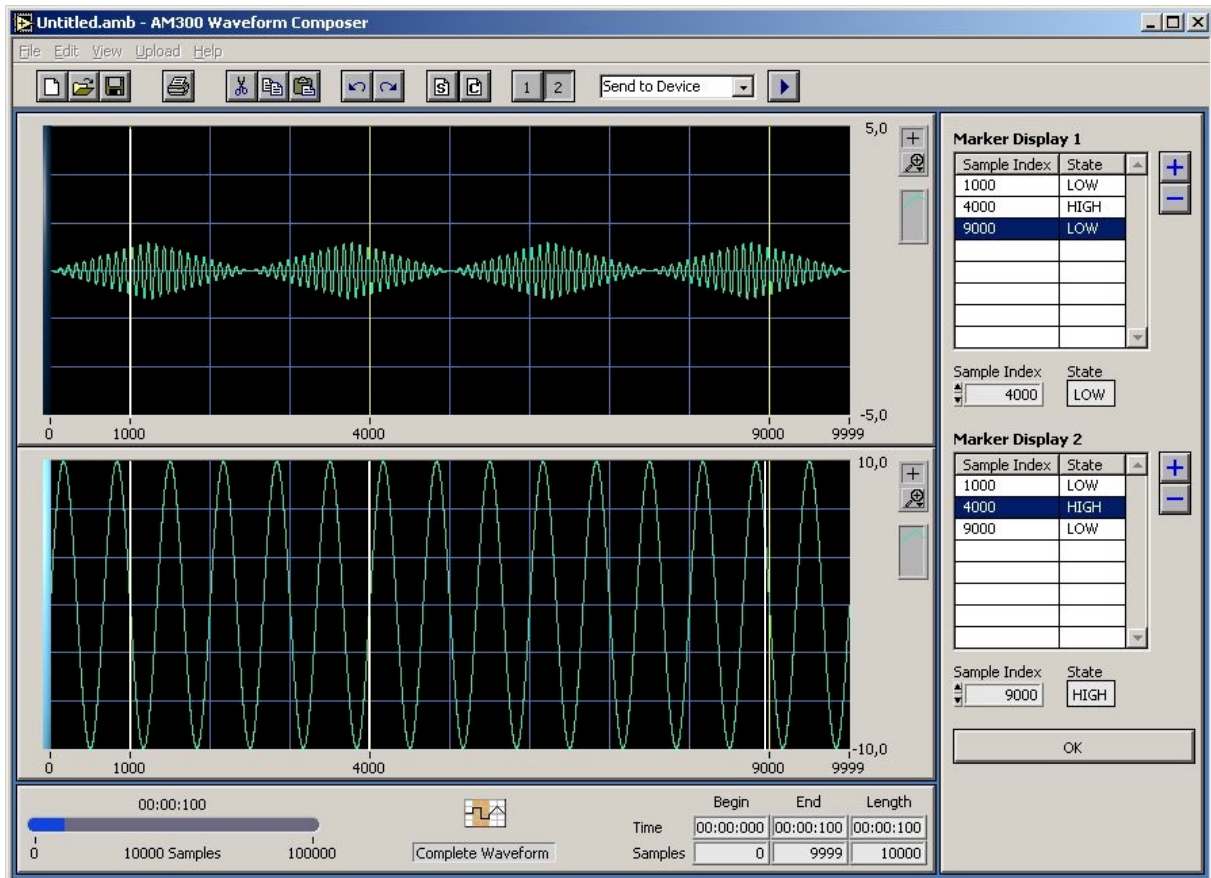 Untitled.amb - AM300 Waveform Composer
File Edit View Upload Help
S C 1 2 Send to Device
5,0
-5,0
0 1000 4000 9000 9999
10,0
-10,0
0 1000 4000 9000 9999
Marker Display 1
Sample Index State
1000 LOW
4000 HIGH
9000 LOW
Sample Index State
4000 LOW
Marker Display 2
Sample Index State
1000 LOW
4000 HIGH
9000 LOW
Sample Index State
9000 HIGH
OK
00:00:100
0 10000 Samples 100000
Complete Waveform
Begin End Length
Time 00:00:000 00:00:100 00:00:100
Samples 0 9999 10000